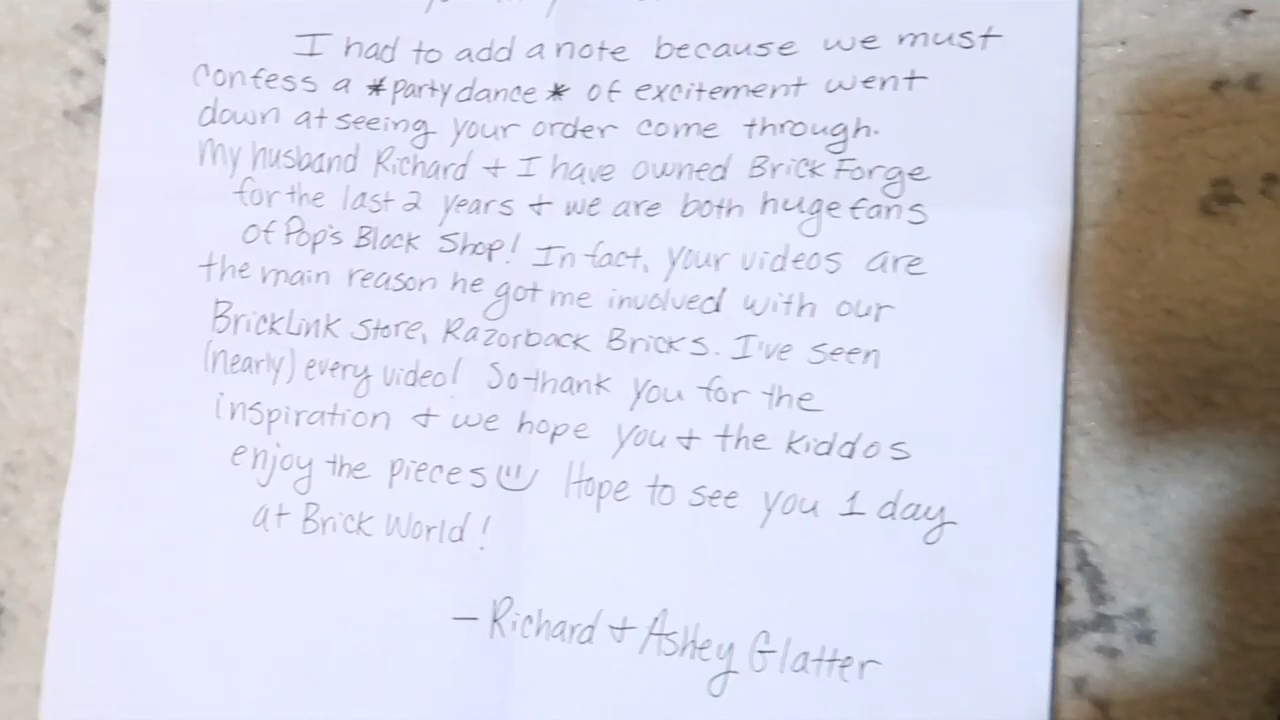 I had to add a note because we must
confess a *party dance* of excitement went
down at seeing your order come through.
My husband Richard + I have owned Brick Forge
for the last 2 years + we are both huge fans
of Pop's Block Shop! In fact, your videos are
the main reason he got me involved with our
BrickLink store, Razorback Bricks. I've seen
(nearly) every video! So thank you for the
inspiration + we hope you + the kiddos
enjoy the pieces Hope to see you 1 day
at Brick World!
— Richard + Ashley Glatter